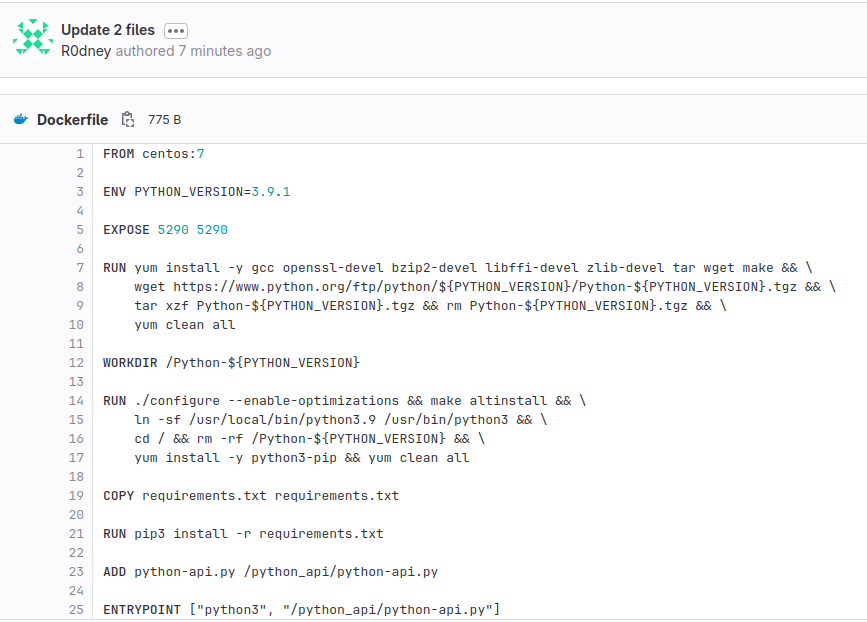 Update 2 files
R0dney authored 7 minutes ago
Dockerfile 775 B
1 FROM centos:7
2
3 ENV PYTHON_VERSION=3.9.1
4
5 EXPOSE 5290 5290
6
7 RUN yum install -y gcc openssl-devel bzip2-devel libffi-devel zlib-devel tar wget make && \
8     wget https://www.python.org/ftp/python/${PYTHON_VERSION}/Python-${PYTHON_VERSION}.tgz && \
9     tar xzf Python-${PYTHON_VERSION}.tgz && rm Python-${PYTHON_VERSION}.tgz && \
10     yum clean all
11
12 WORKDIR /Python-${PYTHON_VERSION}
13
14 RUN ./configure --enable-optimizations && make altinstall && \
15     ln -sf /usr/local/bin/python3.9 /usr/bin/python3 && \
16     cd / && rm -rf /Python-${PYTHON_VERSION} && \
17     yum install -y python3-pip && yum clean all
18
19 COPY requirements.txt requirements.txt
20
21 RUN pip3 install -r requirements.txt
22
23 ADD python-api.py /python_api/python-api.py
24
25 ENTRYPOINT ["python3", "/python_api/python-api.py"]